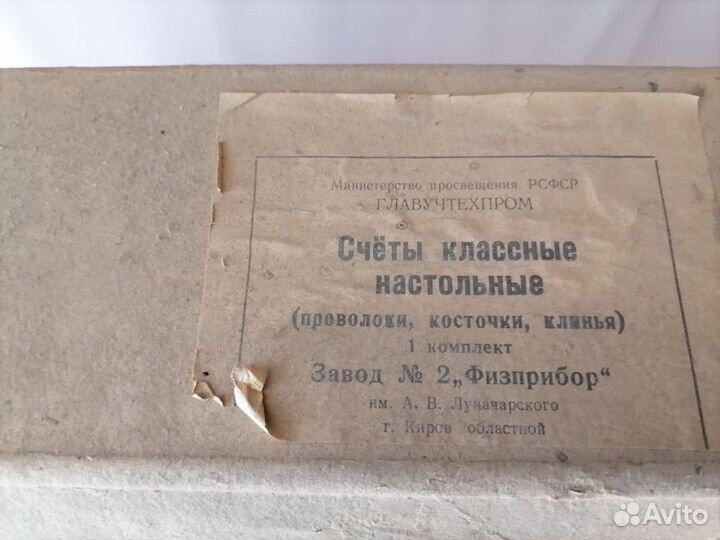 Министерство просвещения РСФСР
ГЛАВУЧТЕХПРОМ
Счёты классные
настольные
(проволоки, косточки, клинья)
1 комплект
Завод № 2 „Физприбор“
им. А. В. Луначарского
г. Киров областной
Avito